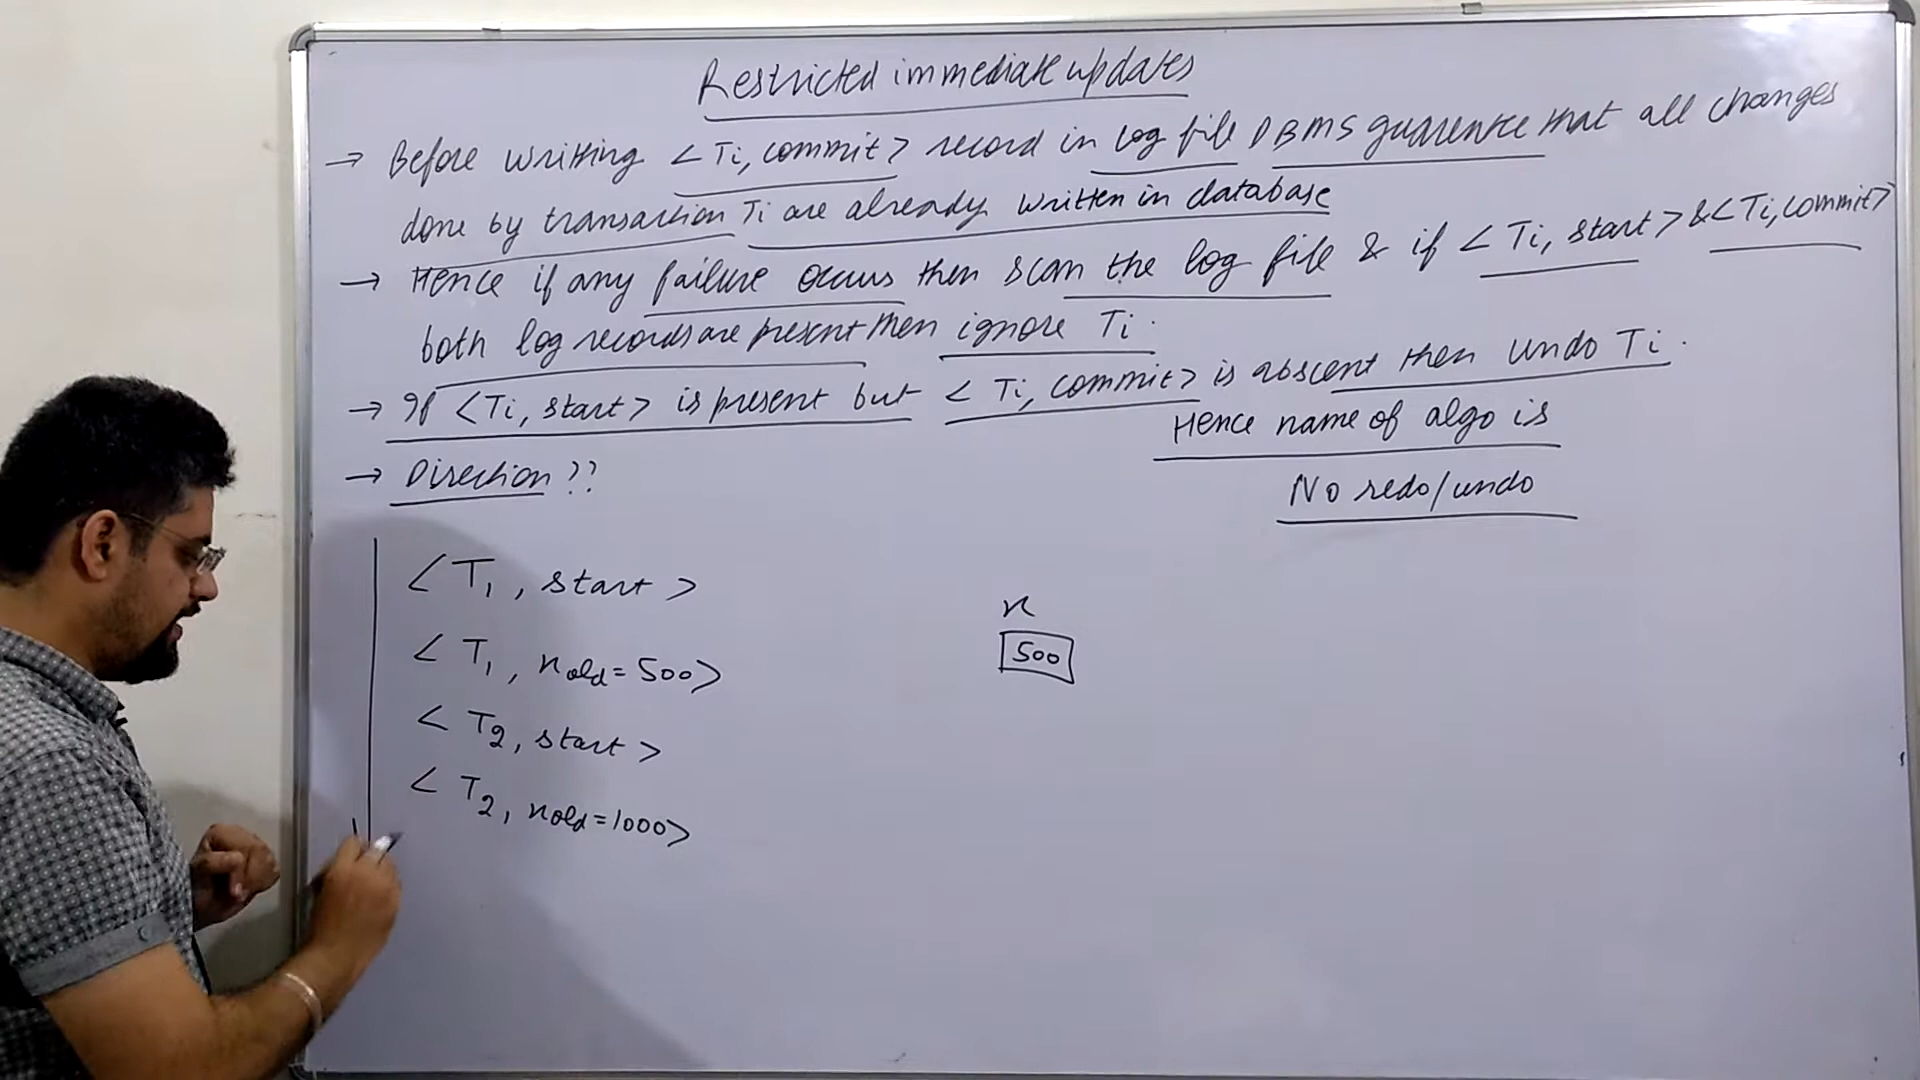 Restricted immediate updates
→ Before writting <Ti, commit> record in log file DBMS guarentee that all changes
done by transaction Ti are already written in database
→ Hence if any failure occurs then scan the log file & if <Ti, start> & <Ti, commit>
both log records are present then ignore Ti.
→ If <Ti, start> is present but <Ti, commit> is abscent then undo Ti.
Hence name of algo is
No redo/undo
→ Direction??
<T1, start>
<T1, xold=500>
<T2, start>
<T2, xold=1000>
x
500